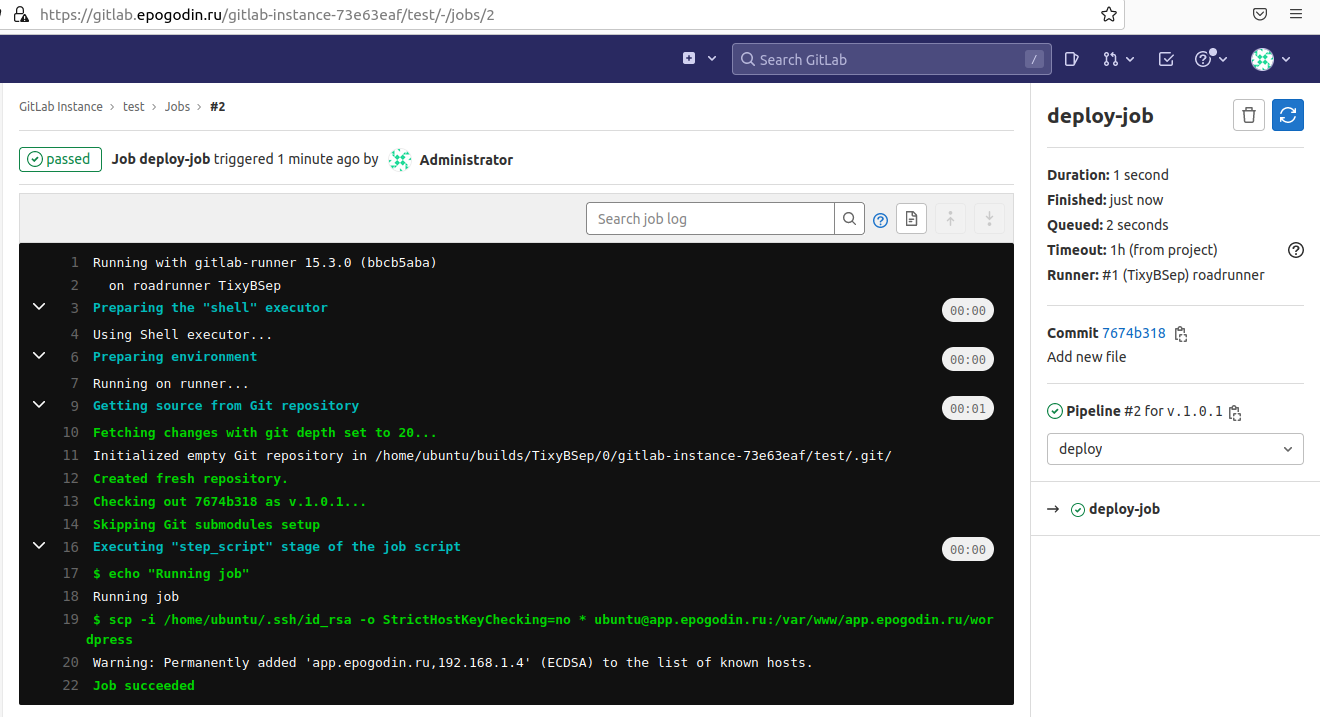 https://gitlab.epogodin.ru/gitlab-instance-73e63eaf/test/-/jobs/2
Search GitLab /
GitLab Instance › test › Jobs › #2
passed Job deploy-job triggered 1 minute ago by Administrator
Search job log
1 Running with gitlab-runner 15.3.0 (bbcb5aba)
2 on roadrunner TixyBSep
3 Preparing the "shell" executor 00:00
4 Using Shell executor...
6 Preparing environment 00:00
7 Running on runner...
9 Getting source from Git repository 00:01
10 Fetching changes with git depth set to 20...
11 Initialized empty Git repository in /home/ubuntu/builds/TixyBSep/0/gitlab-instance-73e63eaf/test/.git/
12 Created fresh repository.
13 Checking out 7674b318 as v.1.0.1...
14 Skipping Git submodules setup
16 Executing "step_script" stage of the job script 00:00
17 $ echo "Running job"
18 Running job
19 $ scp -i /home/ubuntu/.ssh/id_rsa -o StrictHostKeyChecking=no * ubuntu@app.epogodin.ru:/var/www/app.epogodin.ru/wor
dpress
20 Warning: Permanently added 'app.epogodin.ru,192.168.1.4' (ECDSA) to the list of known hosts.
22 Job succeeded
deploy-job
Duration: 1 second
Finished: just now
Queued: 2 seconds
Timeout: 1h (from project)
Runner: #1 (TixyBSep) roadrunner
Commit 7674b318
Add new file
Pipeline #2 for v.1.0.1
deploy
→ deploy-job